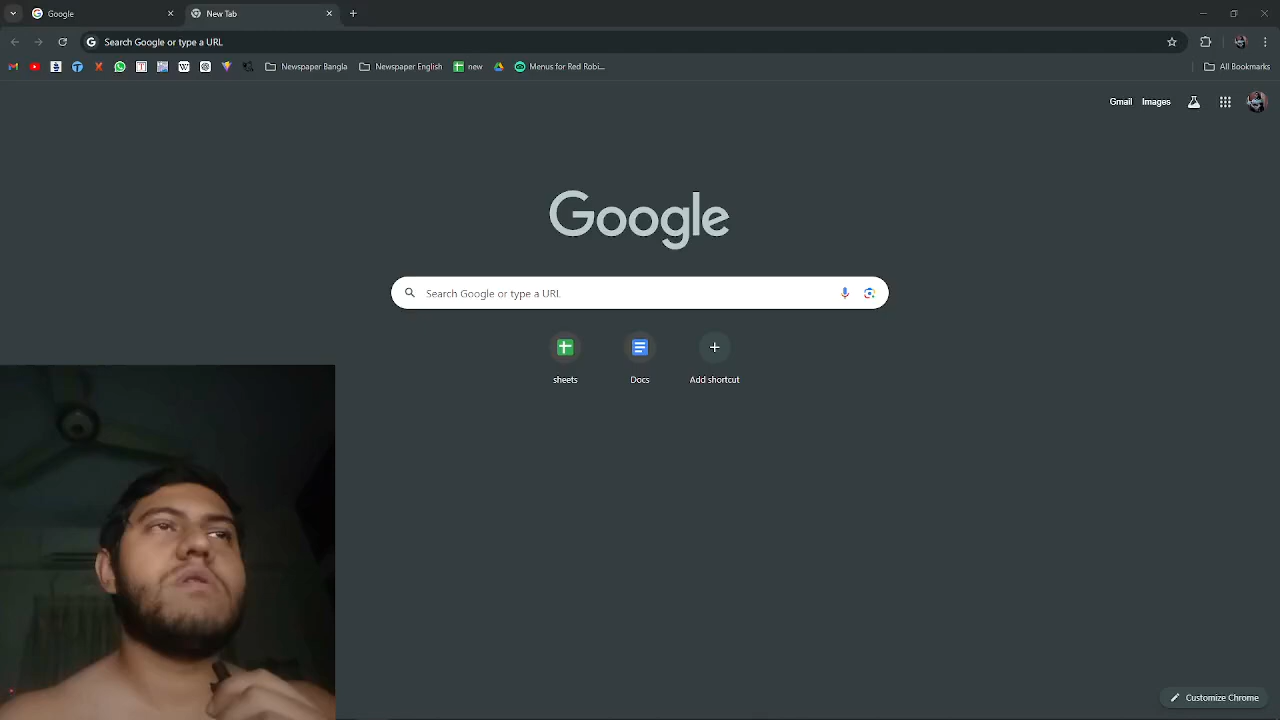 Google
New Tab
Search Google or type a URL
Newspaper Bangla
Newspaper English
new
Menus for Red Robi...
All Bookmarks
Gmail
Images
Google
Search Google or type a URL
sheets
Docs
Add shortcut
Customize Chrome